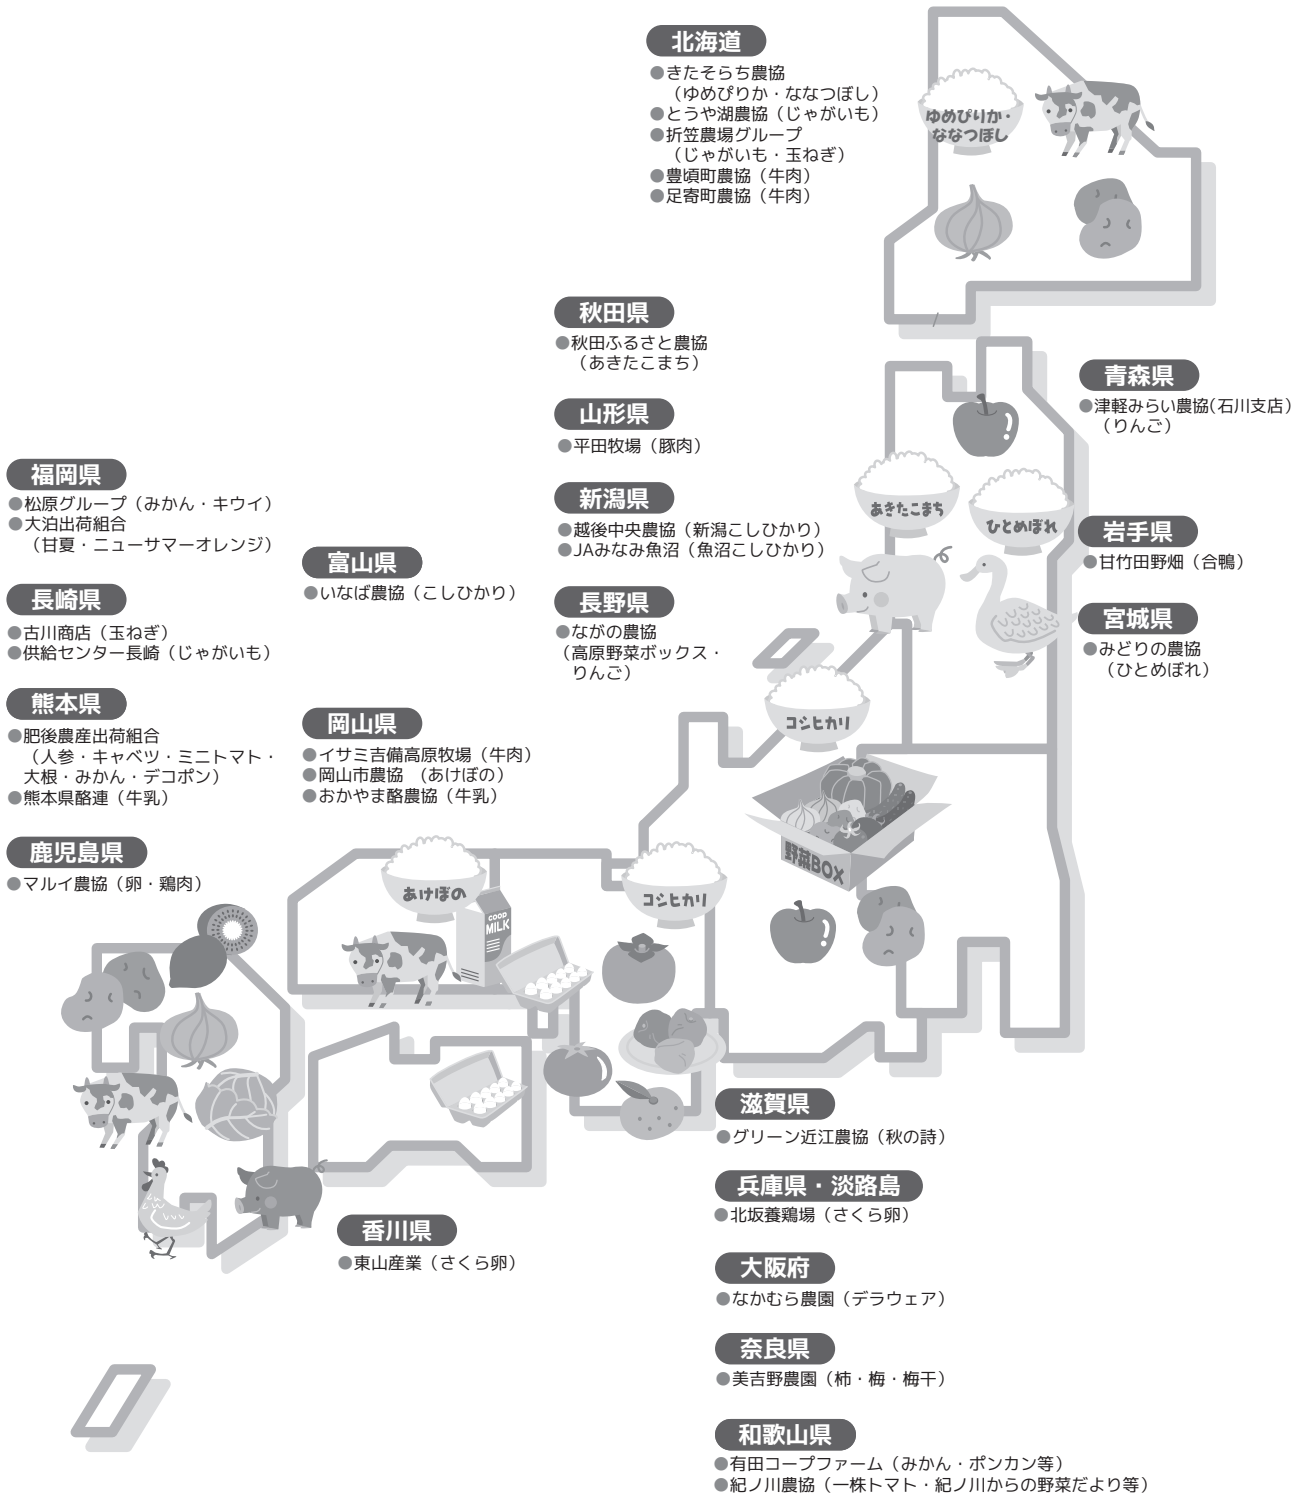 北海道
●きたそらち農協
（ゆめぴりか・ななつぼし）
●とうや湖農協（じゃがいも）
●折笠農場グループ
（じゃがいも・玉ねぎ）
●豊頃町農協（牛肉）
●足寄町農協（牛肉）
ゆめぴりか・
ななつぼし
秋田県
●秋田ふるさと農協
（あきたこまち）
山形県
●平田牧場（豚肉）
新潟県
●越後中央農協（新潟こしひかり）
●JAみなみ魚沼（魚沼こしひかり）
長野県
●ながの農協
（高原野菜ボックス・
りんご）
青森県
●津軽みらい農協(石川支店)
（りんご）
岩手県
●甘竹田野畑（合鴨）
宮城県
●みどりの農協
（ひとめぼれ）
あきたこまち
ひとめぼれ
コシヒカリ
野菜BOX
福岡県
●松原グループ（みかん・キウイ）
●大泊出荷組合
（甘夏・ニューサマーオレンジ）
長崎県
●古川商店（玉ねぎ）
●供給センター長崎（じゃがいも）
熊本県
●肥後農産出荷組合
（人参・キャベツ・ミニトマト・
大根・みかん・デコポン）
●熊本県酪連（牛乳）
鹿児島県
●マルイ農協（卵・鶏肉）
富山県
●いなば農協（こしひかり）
岡山県
●イサミ吉備高原牧場（牛肉）
●岡山市農協　（あけぼの）
●おかやま酪農協（牛乳）
あけぼの
COOD
MILK
コシヒカリ
香川県
●東山産業（さくら卵）
滋賀県
●グリーン近江農協（秋の詩）
兵庫県・淡路島
●北坂養鶏場（さくら卵）
大阪府
●なかむら農園（デラウェア）
奈良県
●美吉野農園（柿・梅・梅干）
和歌山県
●有田コープファーム（みかん・ポンカン等）
●紀ノ川農協（一株トマト・紀ノ川からの野菜だより等）